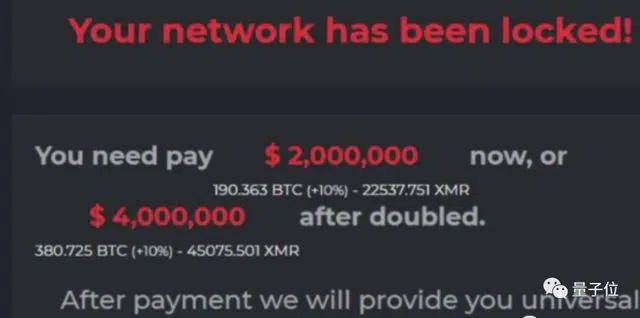 Your network has been locked!
You need pay $ 2,000,000 now, or
190.363 BTC (+10%) - 22537.751 XMR
$ 4,000,000 after doubled.
380.725 BTC (+10%) - 45075.501 XMR
After payment we will provide you universal
量子位